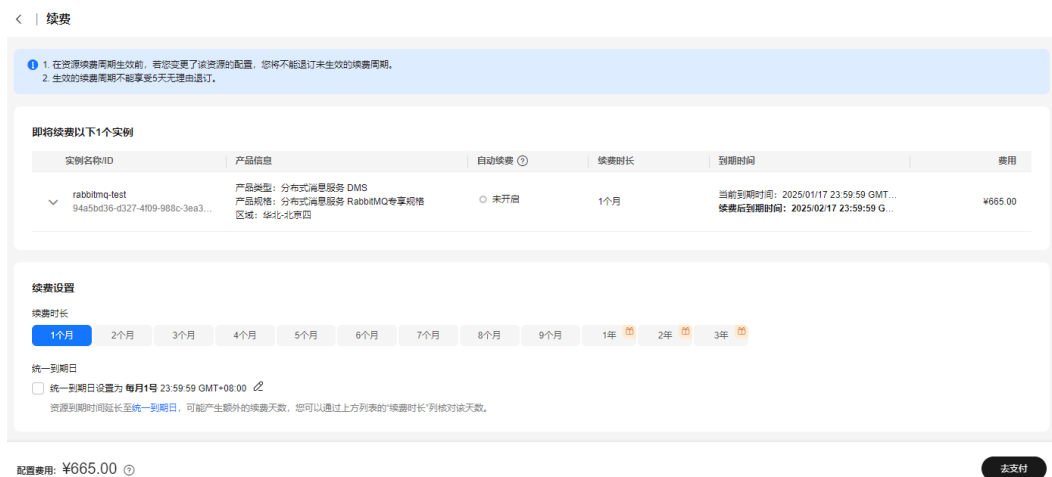 续费
1. 在资源续费周期生效前，若您变更了该资源的配置，您将不能退订未生效的续费周期。
2. 生效的续费周期不能享受5天无理由退订。
即将续费以下1个实例
实例名称/ID 产品信息 自动续费 续费时长 到期时间 费用
rabbitmq-test
94a5bd36-d327-4f09-988c-3ea3...
产品类型：分布式消息服务 DMS
产品规格：分布式消息服务 RabbitMQ专享规格
区域：华北-北京四
未开启
1个月
当前到期时间：2025/01/17 23:59:59 GMT...
续费后到期时间：2025/02/17 23:59:59 G...
¥665.00
续费设置
续费时长
1个月 2个月 3个月 4个月 5个月 6个月 7个月 8个月 9个月 1年 2年 3年
统一到期日
统一到期日设置为 每月1号 23:59:59 GMT+08:00
资源到期时间延长至统一到期日，可能产生额外的续费天数，您可以通过上方列表的“续费时长”列核对该天数。
配置费用: ¥665.00
去支付